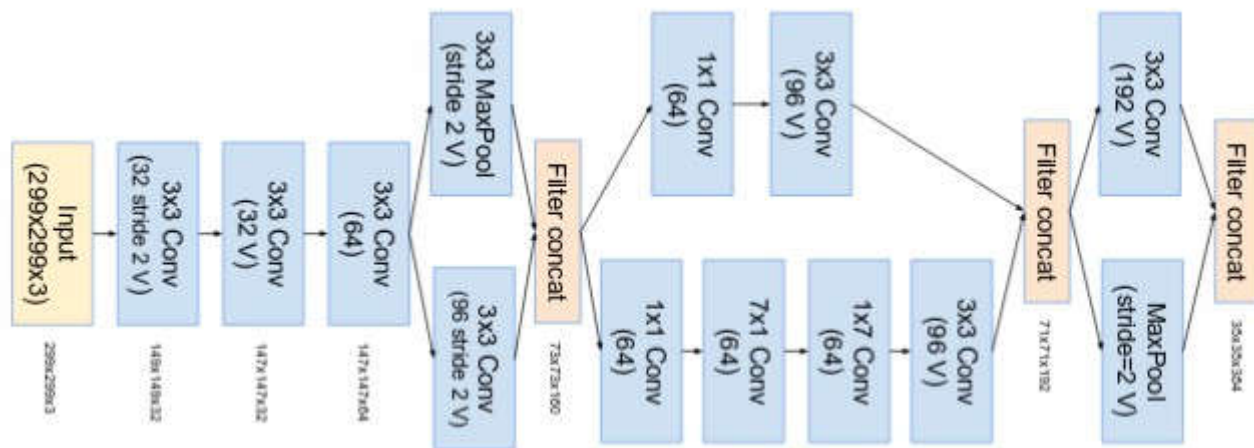 Input
(299x299x3)
299x299x3
3x3 Conv
(32 stride 2 V)
149x149x32
3x3 Conv
(32 V)
147x147x32
3x3 Conv
(64)
147x147x64
3x3 MaxPool
(stride 2 V)
3x3 Conv
(96 stride 2 V)
Filter concat
73x73x160
1x1 Conv
(64)
3x3 Conv
(96 V)
1x1 Conv
(64)
7x1 Conv
(64)
1x7 Conv
(64)
3x3 Conv
(96 V)
Filter concat
71x71x192
3x3 Conv
(192 V)
MaxPool
(stride=2 V)
Filter concat
35x35x384